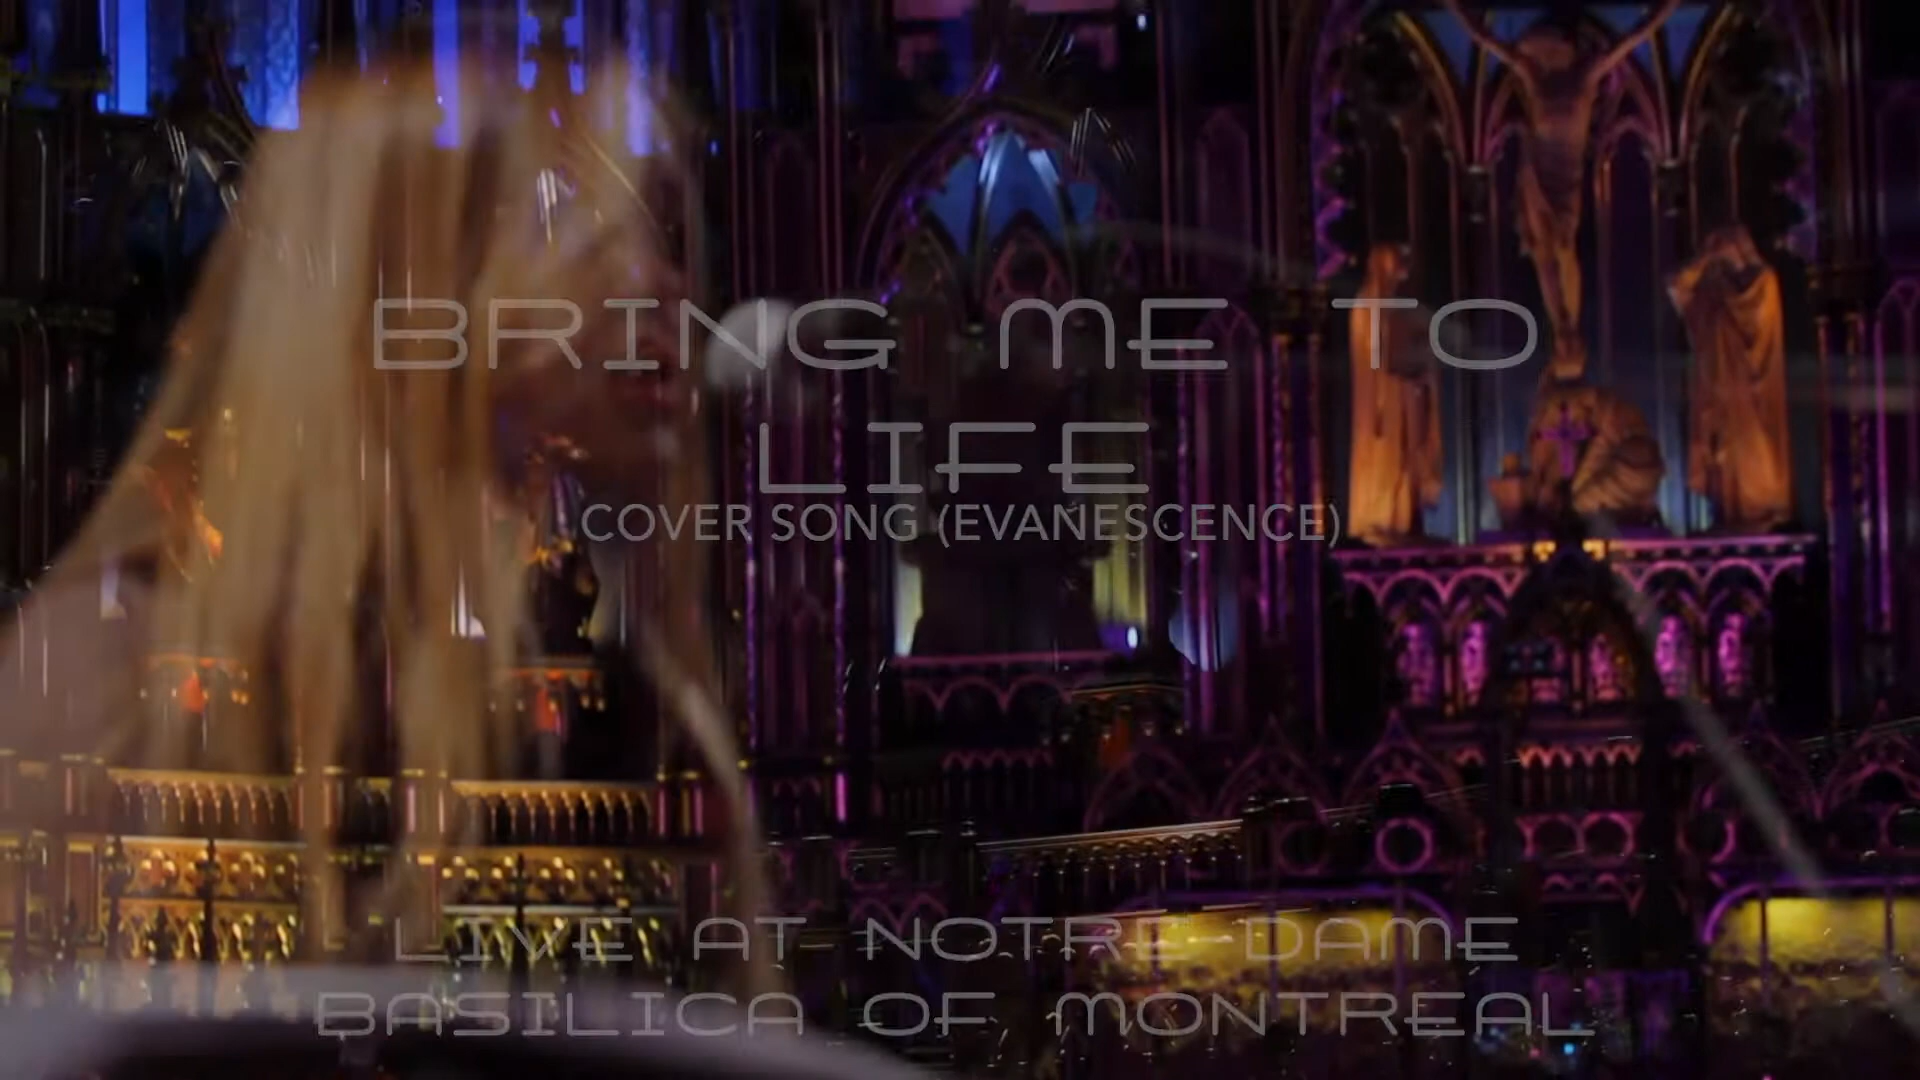 BRING ME TO
LIFE
COVER SONG (EVANESCENCE)
LIVE AT NOTRE-DAME
BASILICA OF MONTREAL